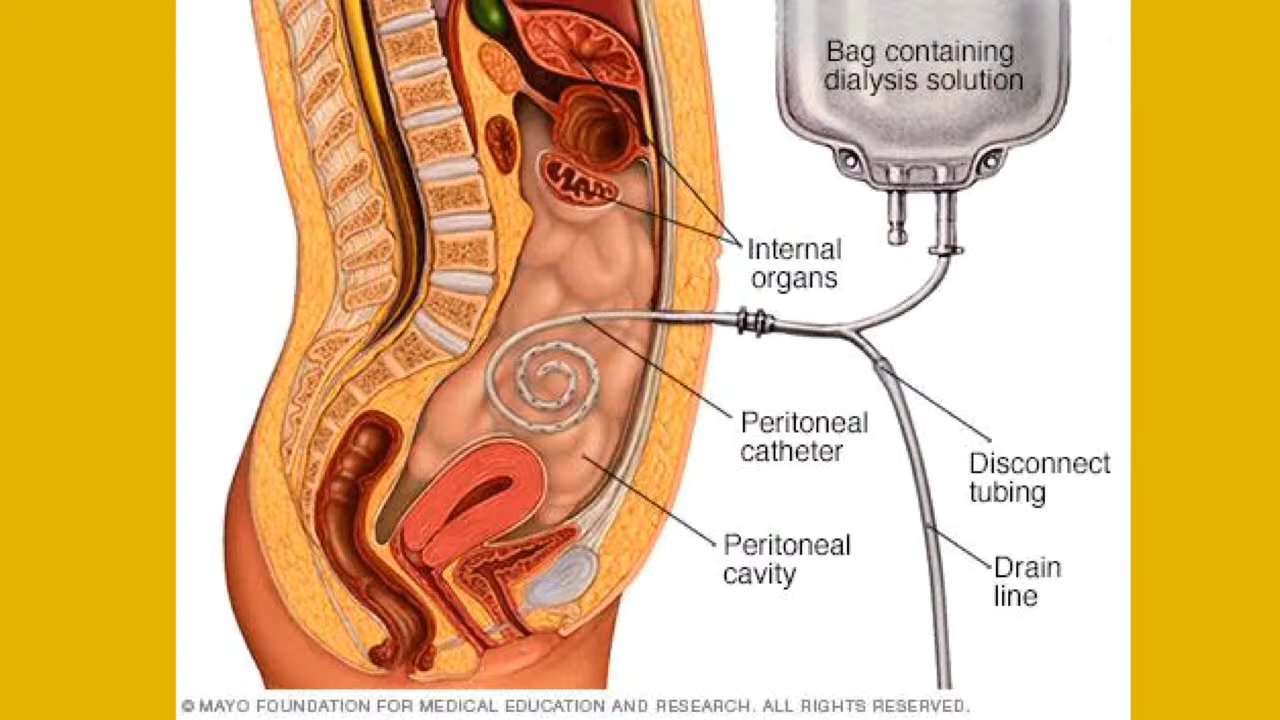 Bag containing
dialysis solution
Internal
organs
Peritoneal
catheter
Disconnect
tubing
Peritoneal
cavity
Drain
line
© MAYO FOUNDATION FOR MEDICAL EDUCATION AND RESEARCH. ALL RIGHTS RESERVED.